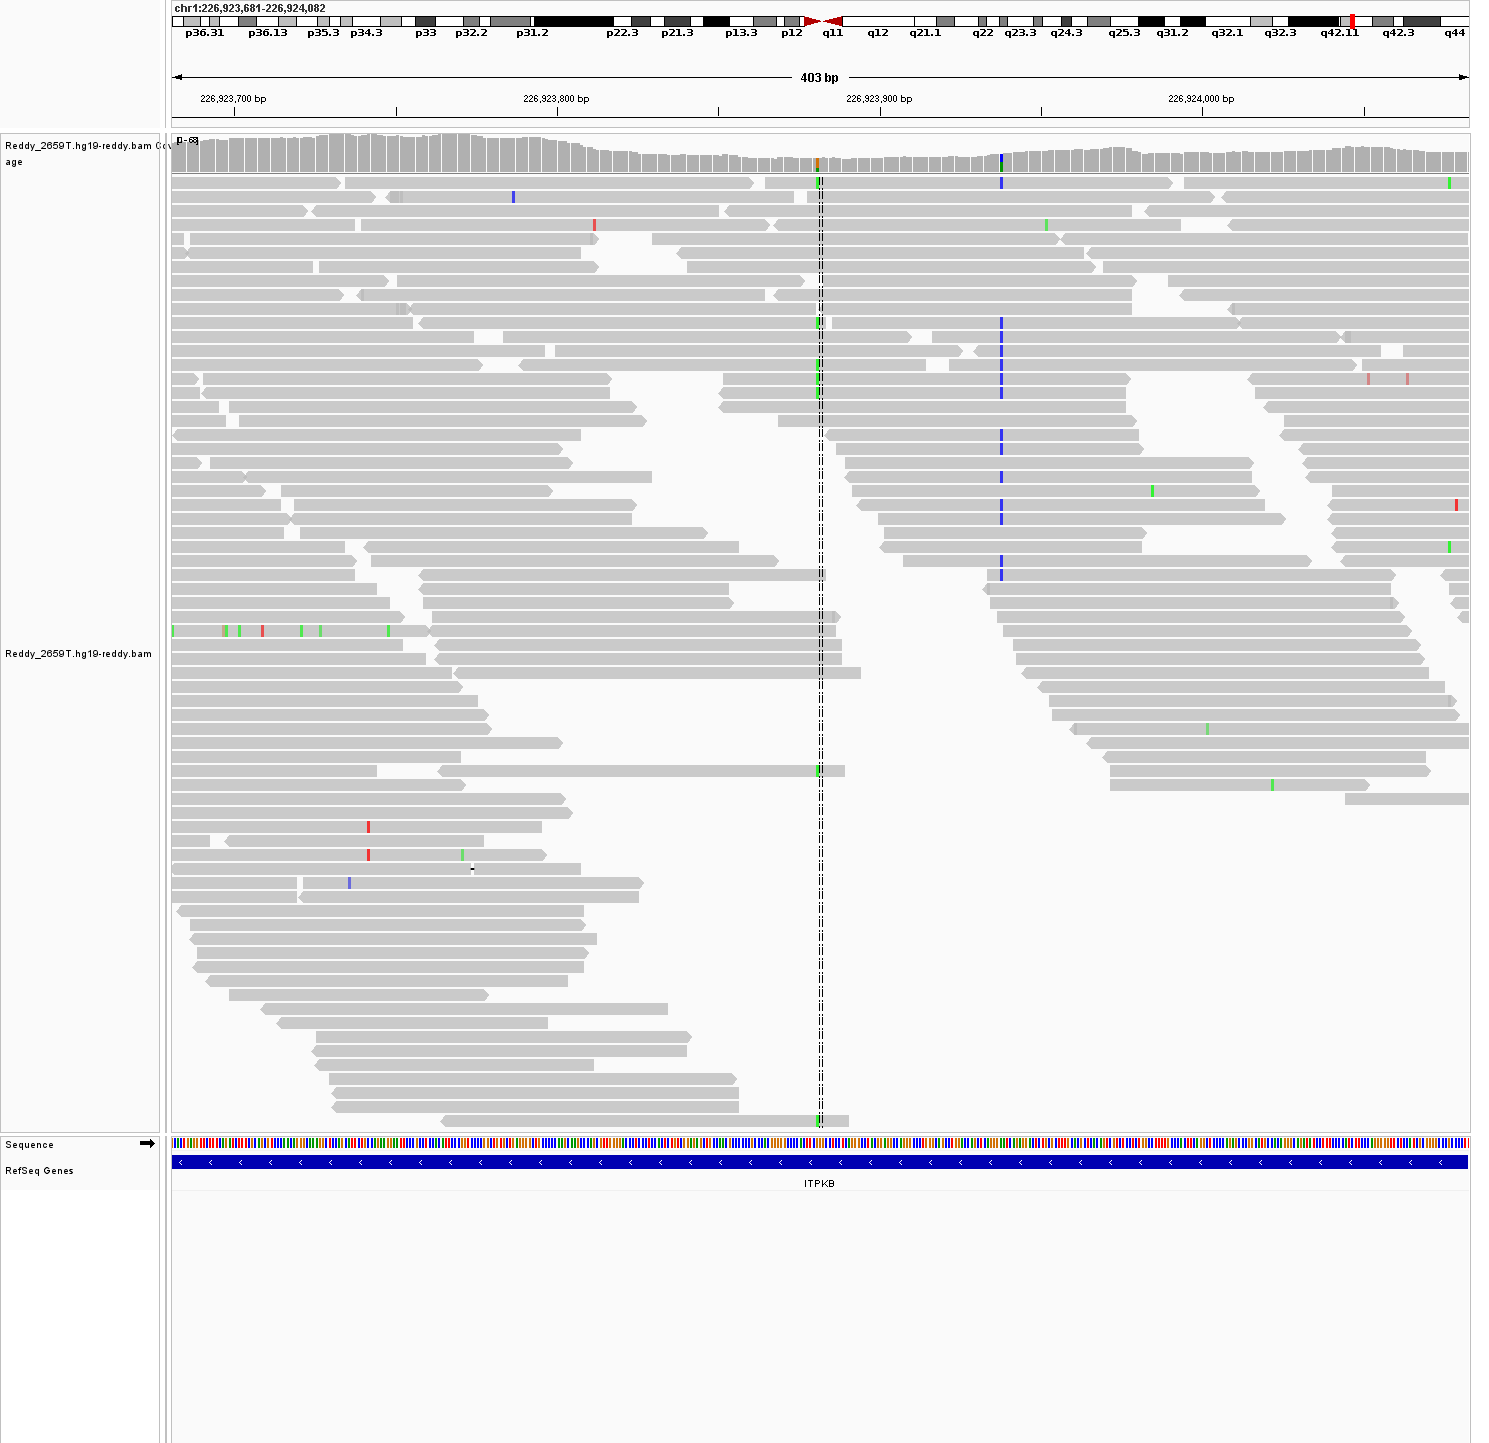 chr1:226,923,681-226,924,082
p36.31 p36.13 p35.3 p34.3 p33 p32.2 p31.2 p22.3 p21.3 p13.3 p12 q11 q12 q21.1 q22 q23.3 q24.3 q25.3 q31.2 q32.1 q32.3 q42.11 q42.3 q44
403 bp
226,923,700 bp 226,923,800 bp 226,923,900 bp 226,924,000 bp
Reddy_2659T.hg19-reddy.bam Cov
age
Reddy_2659T.hg19-reddy.bam
Sequence
RefSeq Genes
ITPKB